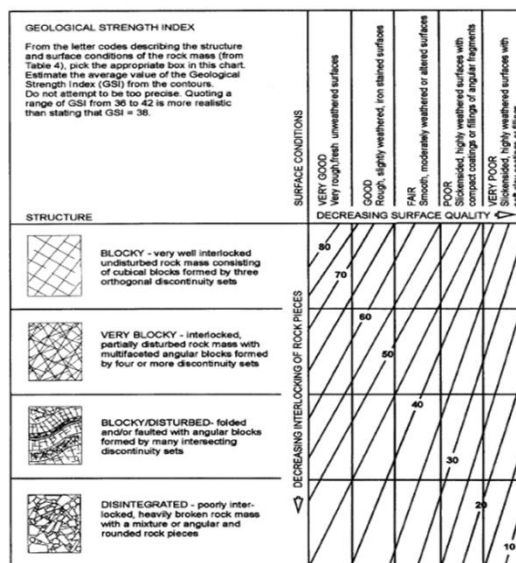 GEOLOGICAL STRENGTH INDEX
From the letter codes describing the structure
and surface conditions of the rock mass (from
Table 4), pick the appropriate box in this chart.
Estimate the average value of the Geological
Strength Index (GSI) from the contours.
Do not attempt to be too precise. Quoting a
range of GSI from 36 to 42 is more realistic
than stating that GSI = 38.
SURFACE CONDITIONS
VERY GOOD
Very rough, fresh unweathered surfaces
GOOD
Rough, slightly weathered, iron stained surfaces
FAIR
Smooth, moderately weathered or altered surfaces
POOR
Slickensided, highly weathered surfaces with
compact coatings or fillings of angular fragments
VERY POOR
Slickensided, highly weathered surfaces with
STRUCTURE
DECREASING SURFACE QUALITY
BLOCKY - very well interlocked
undisturbed rock mass consisting
of cubical blocks formed by three
orthogonal discontinuity sets
VERY BLOCKY - interlocked,
partially disturbed rock mass with
multifaceted angular blocks formed
by four or more discontinuity sets
BLOCKY/DISTURBED- folded
and/or faulted with angular blocks
formed by many intersecting
discontinuity sets
DISINTEGRATED - poorly inter-
locked, heavily broken rock mass
with a mixture or angular and
rounded rock pieces
DECREASING INTERLOCKING OF ROCK PIECES
80
70
60
50
40
30
20
10